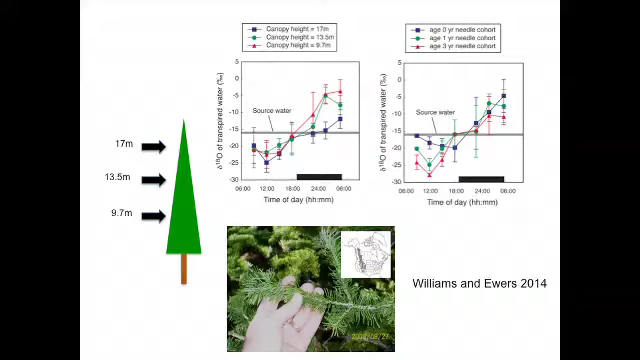 Canopy height = 17m
Canopy height = 13.5m
Canopy height = 9.7m
5
0
-5
-10
-15
-20
-25
-30
δ¹⁸O of transpired water (‰)
Source water
06:00 12:00 18:00 24:00 06:00
Time of day (hh:mm)
age 0 yr needle cohort
age 1 yr needle cohort
age 3 yr needle cohort
5
0
-5
-10
-15
-20
-25
-30
δ¹⁸O of transpired water (‰)
Source water
06:00 12:00 18:00 24:00 06:00
Time of day (hh:mm)
17m
13.5m
9.7m
Williams and Ewers 2014